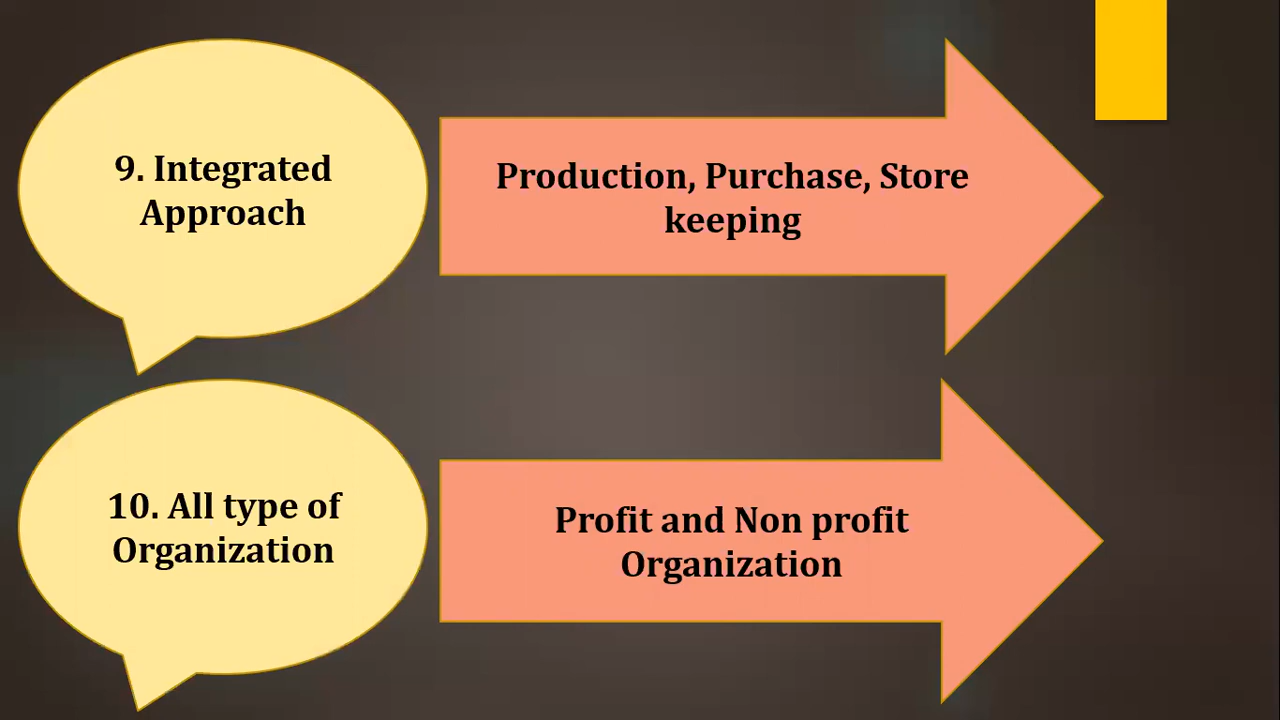 9. Integrated
Approach
Production, Purchase, Store
keeping
10. All type of
Organization
Profit and Non profit
Organization